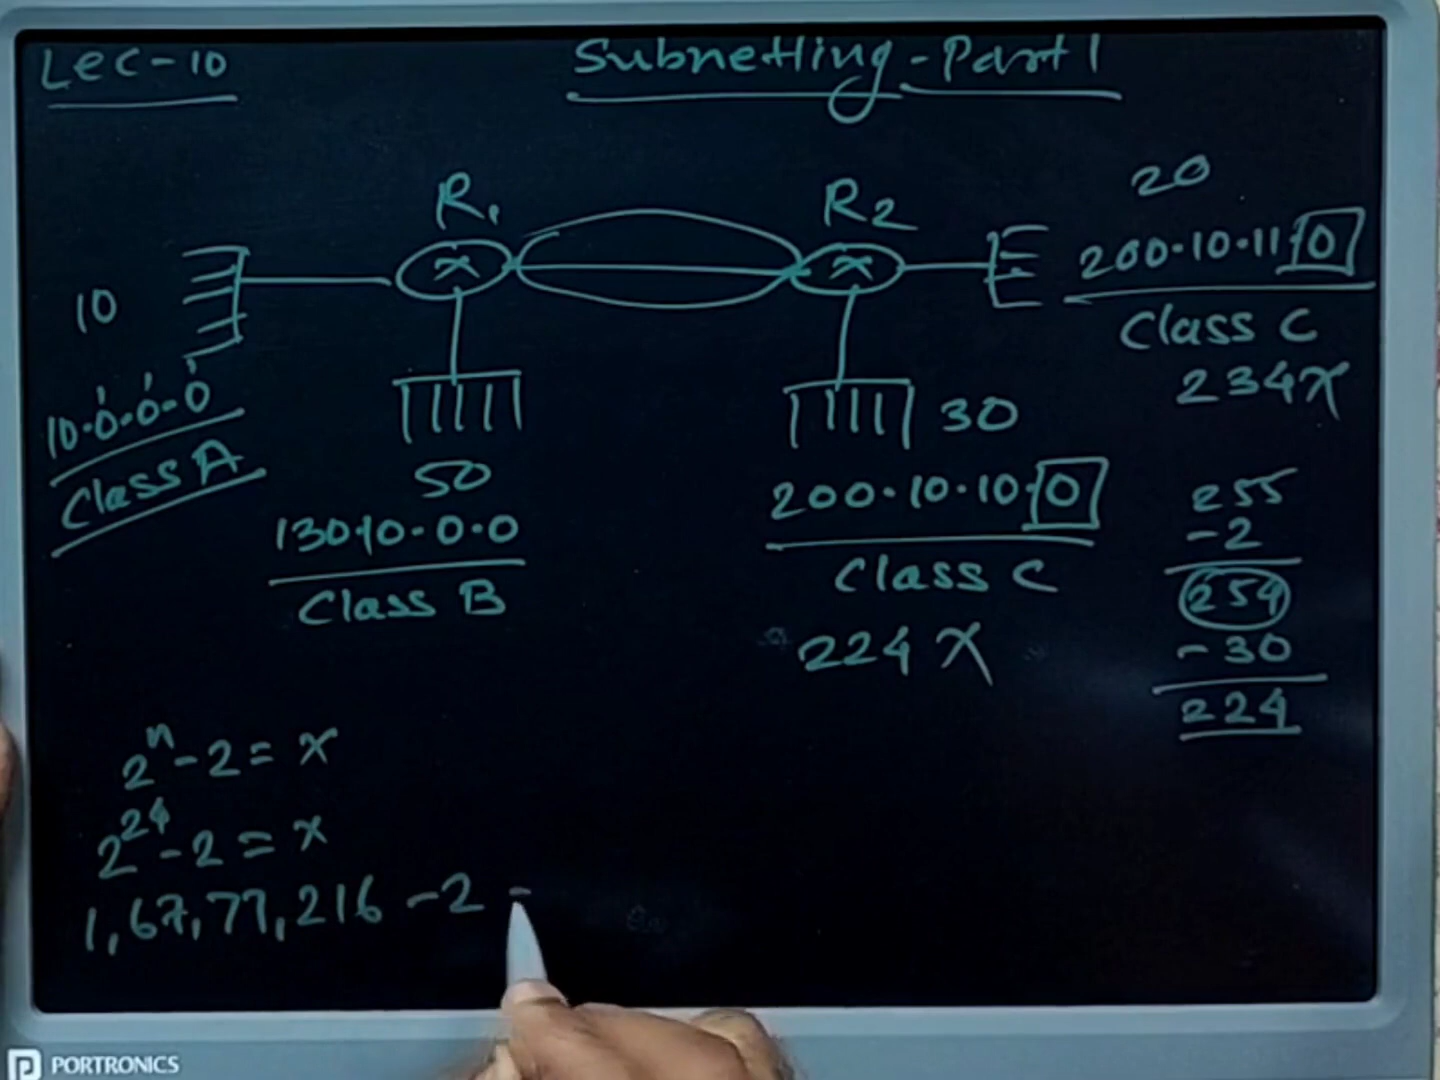 Lec-10
Subnetting-Part 1
R1
R2
20
200.10.11.0
Class C
234x
10
10.0.0.0
Class A
50
130.10.0.0
Class B
30
200.10.10.0
Class C
224x
255
-2
254
-30
224
2^n-2=x
2^24-2=x
1,67,77,216-2 -
PORTRONICS